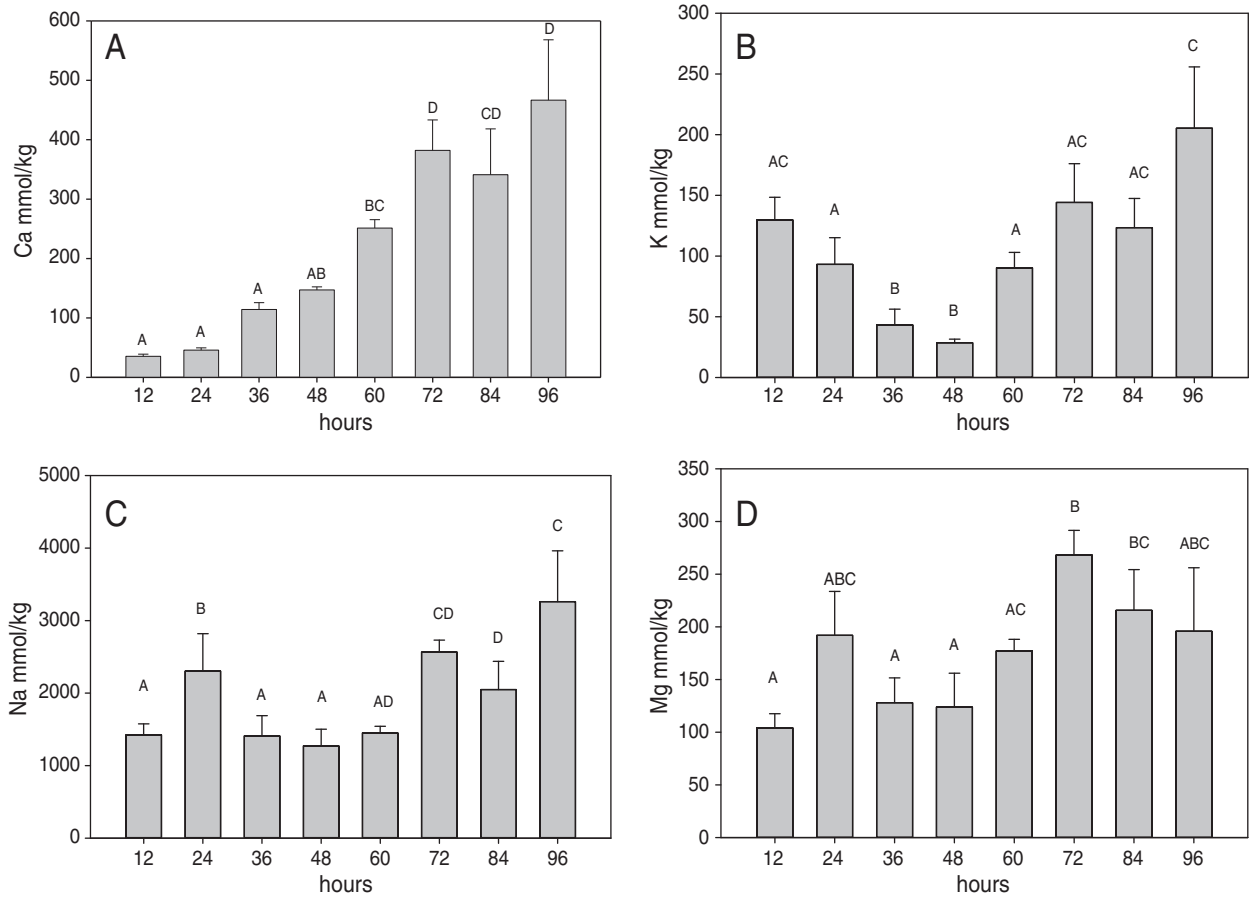 A
Ca mmol/kg
600
500
400
300
200
100
0
A
A
A
AB
BC
D
CD
D
12 24 36 48 60 72 84 96
hours
B
K mmol/kg
300
250
200
150
100
50
0
AC
A
B
B
A
AC
AC
C
12 24 36 48 60 72 84 96
hours
C
Na mmol/kg
5000
4000
3000
2000
1000
0
A
B
A
A
AD
CD
D
C
12 24 36 48 60 72 84 96
hours
D
Mg mmol/kg
350
300
250
200
150
100
50
0
A
ABC
A
A
AC
B
BC
ABC
12 24 36 48 60 72 84 96
hours